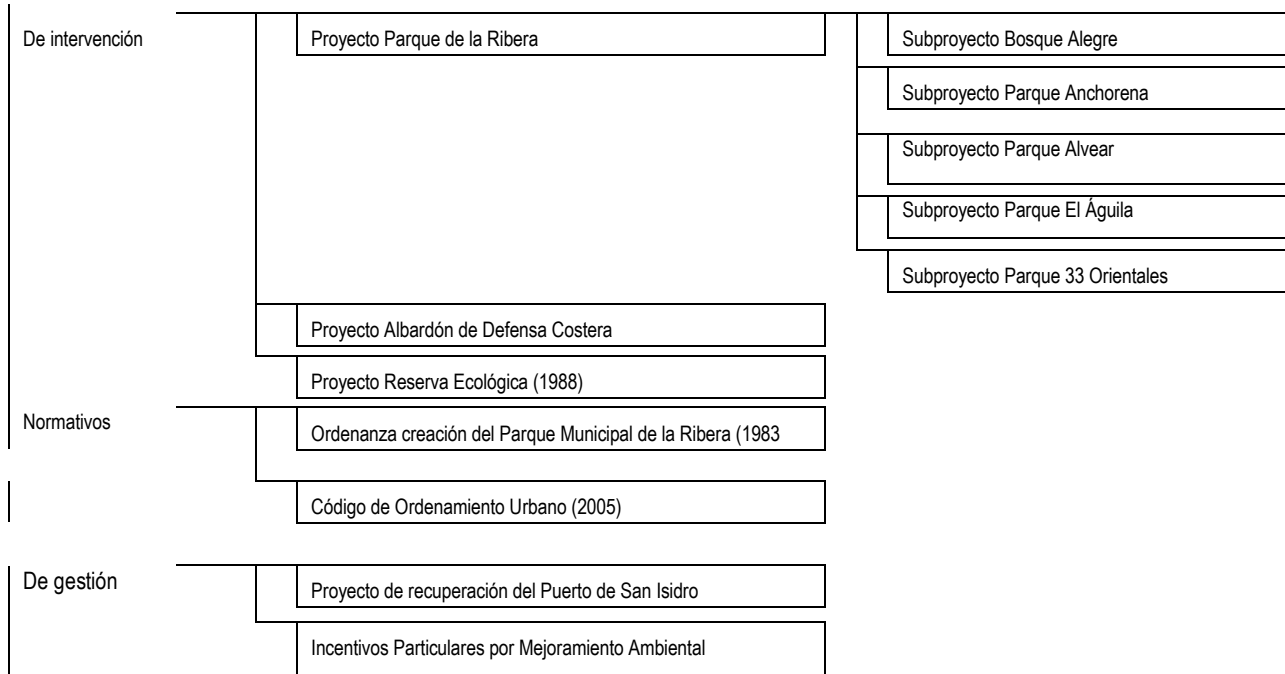 De intervención
Proyecto Parque de la Ribera
Subproyecto Bosque Alegre
Subproyecto Parque Anchorena
Subproyecto Parque Alvear
Subproyecto Parque El Águila
Subproyecto Parque 33 Orientales
Proyecto Albardón de Defensa Costera
Proyecto Reserva Ecológica (1988)
Normativos
Ordenanza creación del Parque Municipal de la Ribera (1983
Código de Ordenamiento Urbano (2005)
De gestión
Proyecto de recuperación del Puerto de San Isidro
Incentivos Particulares por Mejoramiento Ambiental